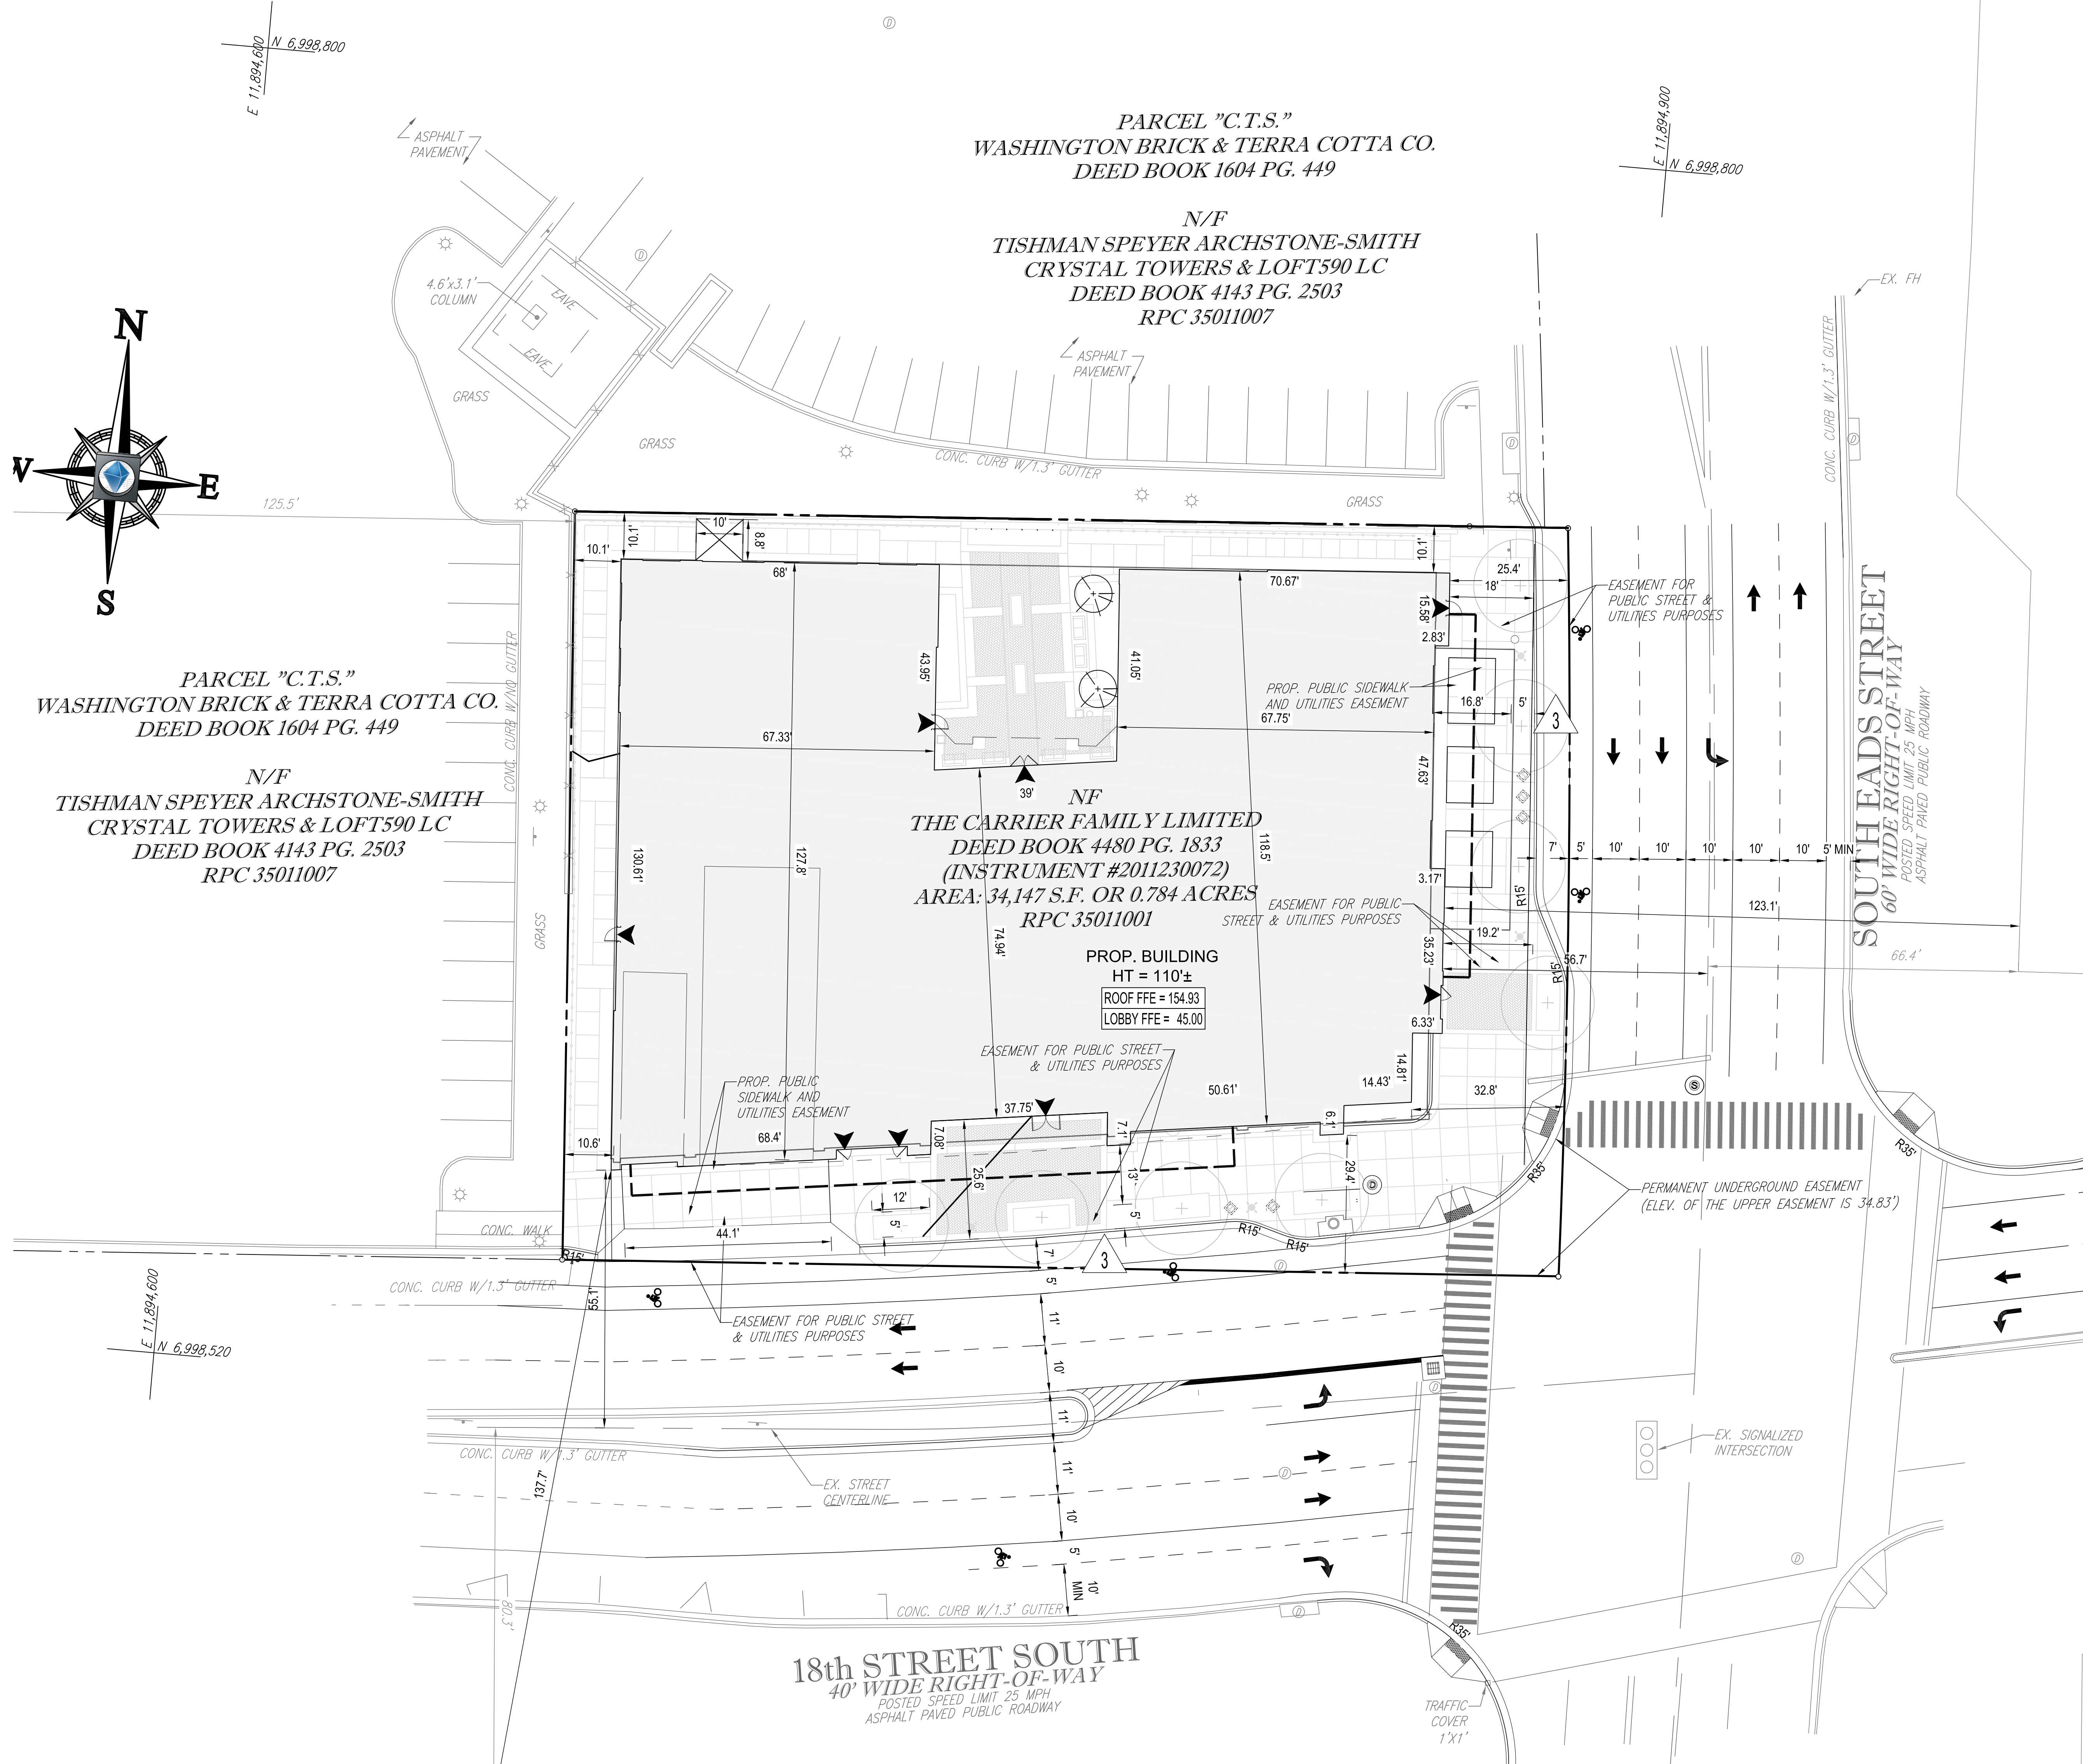 E 11,894,600
N 6,998,800
D
ASPHALT
PAVEMENT
PARCEL "C.T.S."
WASHINGTON BRICK & TERRA COTTA CO.
DEED BOOK 1604 PG. 449
N/F
TISHMAN SPEYER ARCHSTONE-SMITH
CRYSTAL TOWERS & LOFT590 LC
DEED BOOK 4143 PG. 2503
RPC 35011007
E 11,894,900
N 6,998,800
D
4.6'x3.1'
COLUMN
EAVE
EAVE
GRASS
GRASS
ASPHALT
PAVEMENT
EX. FH
CONC. CURB W/1.3' GUTTER
D
D
CONC. CURB W/1.3' GUTTER
GRASS
N
W
E
S
125.5'
10.1'
10.1'
10'
8.8'
68'
10.1'
70.67'
25.4'
18'
15.58'
2.83'
EASEMENT FOR
PUBLIC STREET &
UTILITIES PURPOSES
PARCEL "C.T.S."
WASHINGTON BRICK & TERRA COTTA CO.
DEED BOOK 1604 PG. 449
N/F
TISHMAN SPEYER ARCHSTONE-SMITH
CRYSTAL TOWERS & LOFT590 LC
DEED BOOK 4143 PG. 2503
RPC 35011007
CONC. CURB W/NO GUTTER
GRASS
43.95'
41.05'
PROP. PUBLIC SIDEWALK
AND UTILITIES EASEMENT
67.75'
67.33'
16.8'
5'
3
47.63'
39'
SOUTH EADS STREET
60' WIDE RIGHT-OF-WAY
POSTED SPEED LIMIT 25 MPH
ASPHALT PAVED PUBLIC ROADWAY
NF
THE CARRIER FAMILY LIMITED
DEED BOOK 4480 PG. 1833
(INSTRUMENT #2011230072)
AREA: 34,147 S.F. OR 0.784 ACRES
RPC 35011001
130.61'
127.8'
118.5'
74.94'
7'
5'
10'
10'
10'
10'
10'
5' MIN
3.17'
R15'
123.1'
EASEMENT FOR PUBLIC
STREET & UTILITIES PURPOSES
19.2'
35.23'
56.7'
R15'
66.4'
PROP. BUILDING
HT = 110'±
ROOF FFE = 154.93
LOBBY FFE = 45.00
6.33'
EASEMENT FOR PUBLIC STREET
& UTILITIES PURPOSES
14.81'
14.43'
50.61'
32.8'
S
PROP. PUBLIC
SIDEWALK AND
UTILITIES EASEMENT
37.75'
6.1'
7.1'
7.08'
68.4'
10.6'
25.6'
13'
29.4'
D
R35'
R35'
12'
5'
5'
44.1'
PERMANENT UNDERGROUND EASEMENT
(ELEV. OF THE UPPER EASEMENT IS 34.83')
CONC. WALK
R15'
R15'
R15'
3
D
7'
5'
CONC. CURB W/1.3' GUTTER
55.1'
E 11,894,600
N 6,998,520
EASEMENT FOR PUBLIC STREET
& UTILITIES PURPOSES
11'
10'
D
11'
CONC. CURB W/1.3' GUTTER
137.7'
11'
EX. STREET
CENTERLINE
D
EX. SIGNALIZED
INTERSECTION
10'
5'
10'
MIN
D
80.3'
CONC. CURB W/1.3' GUTTER
D
R35'
18th STREET SOUTH
40' WIDE RIGHT-OF-WAY
POSTED SPEED LIMIT 25 MPH
ASPHALT PAVED PUBLIC ROADWAY
TRAFFIC
COVER
1'X1'